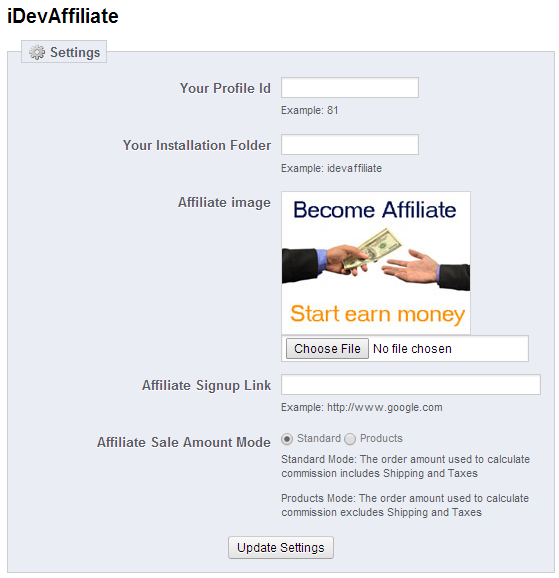 iDevAffiliate
Settings
Your Profile Id
Example: 81
Your Installation Folder
Example: idevaffiliate
Affiliate image
Become Affiliate
Start earn money
Choose File No file chosen
Affiliate Signup Link
Example: http://www.google.com
Affiliate Sale Amount Mode
Standard Products
Standard Mode: The order amount used to calculate
commission includes Shipping and Taxes
Products Mode: The order amount used to calculate
commission excludes Shipping and Taxes
Update Settings